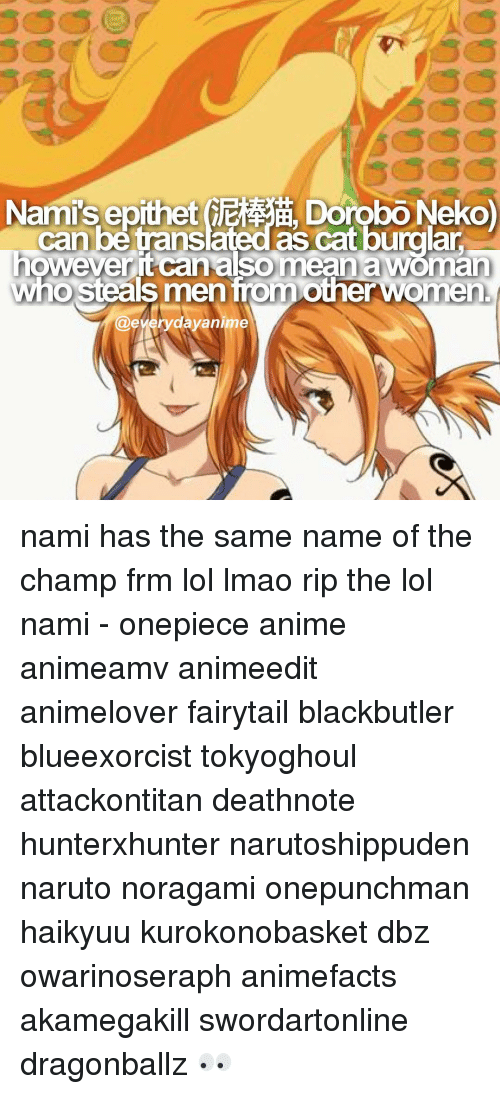 Nami's epithet (泥棒猫, Dorobō Neko)
can be translated as cat burglar,
however it can also mean a woman
who steals men from other women.
@everydayanime
nami has the same name of the
champ frm lol lmao rip the lol
nami - onepiece anime
animeamv animeedit
animelover fairytail blackbutler
blueexorcist tokyoghoul
attackontitan deathnote
hunterxhunter narutoshippuden
naruto noragami onepunchman
haikyuu kurokonobasket dbz
owarinoseraph animefacts
akamegakill swordartonline
dragonballz 👀